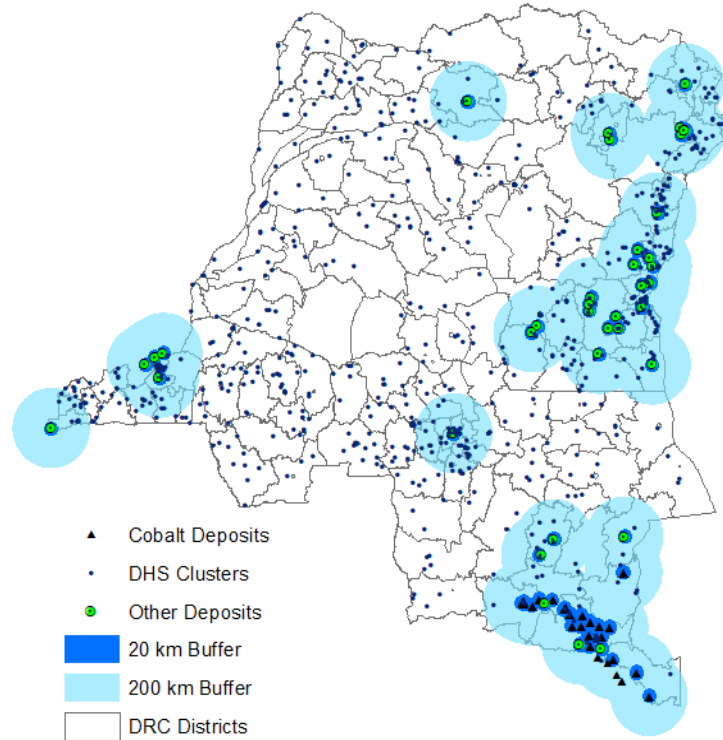 Cobalt Deposits
DHS Clusters
Other Deposits
20 km Buffer
200 km Buffer
DRC Districts